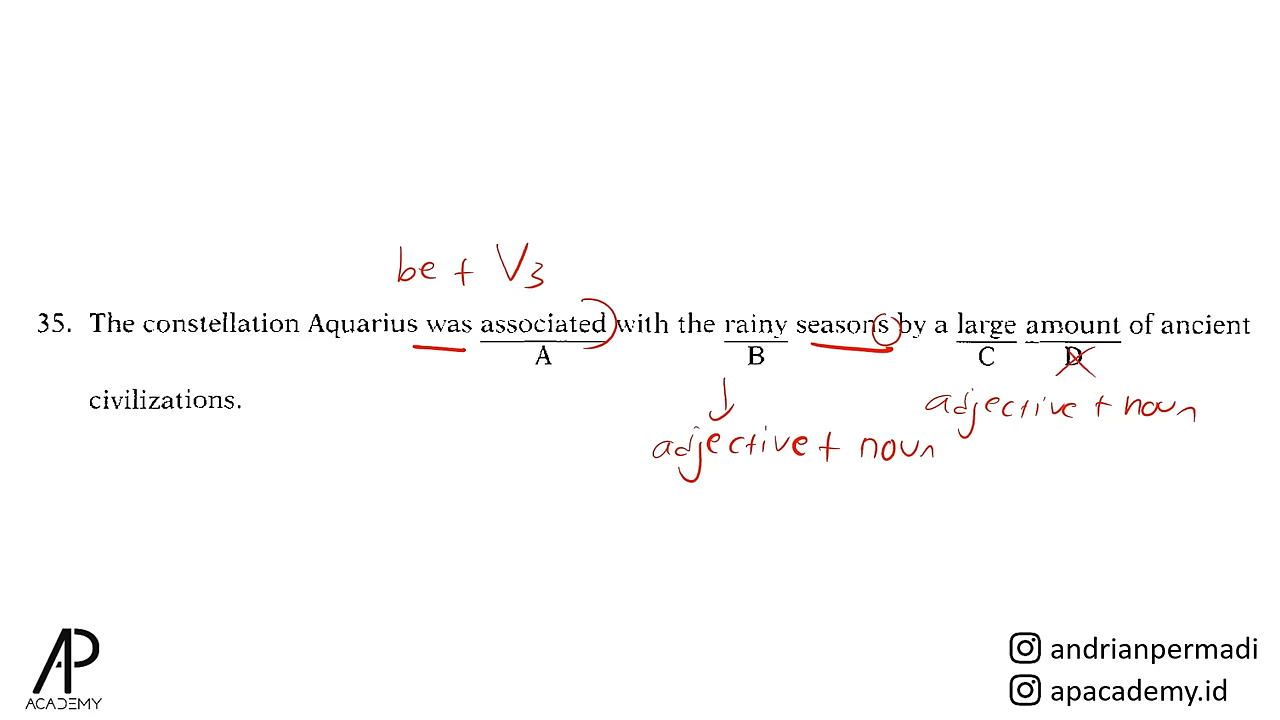 be + V3
35. The constellation Aquarius was associated with the rainy seasons by a large amount of ancient
A B C D
civilizations.
adjective + noun
adjective + noun
AP
ACADEMY
andrianpermadi
apacademy.id